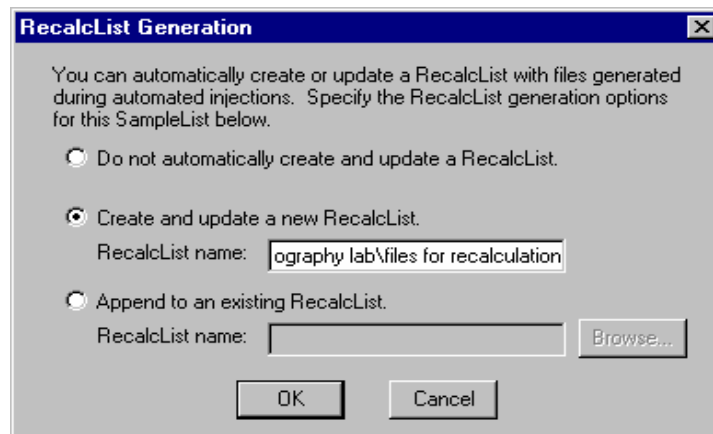 RecalcList Generation
You can automatically create or update a RecalcList with files generated
during automated injections.  Specify the RecalcList generation options
for this SampleList below.
Do not automatically create and update a RecalcList.
Create and update a new RecalcList.
RecalcList name: ography lab\files for recalculation
Append to an existing RecalcList.
RecalcList name: Browse...
OK Cancel